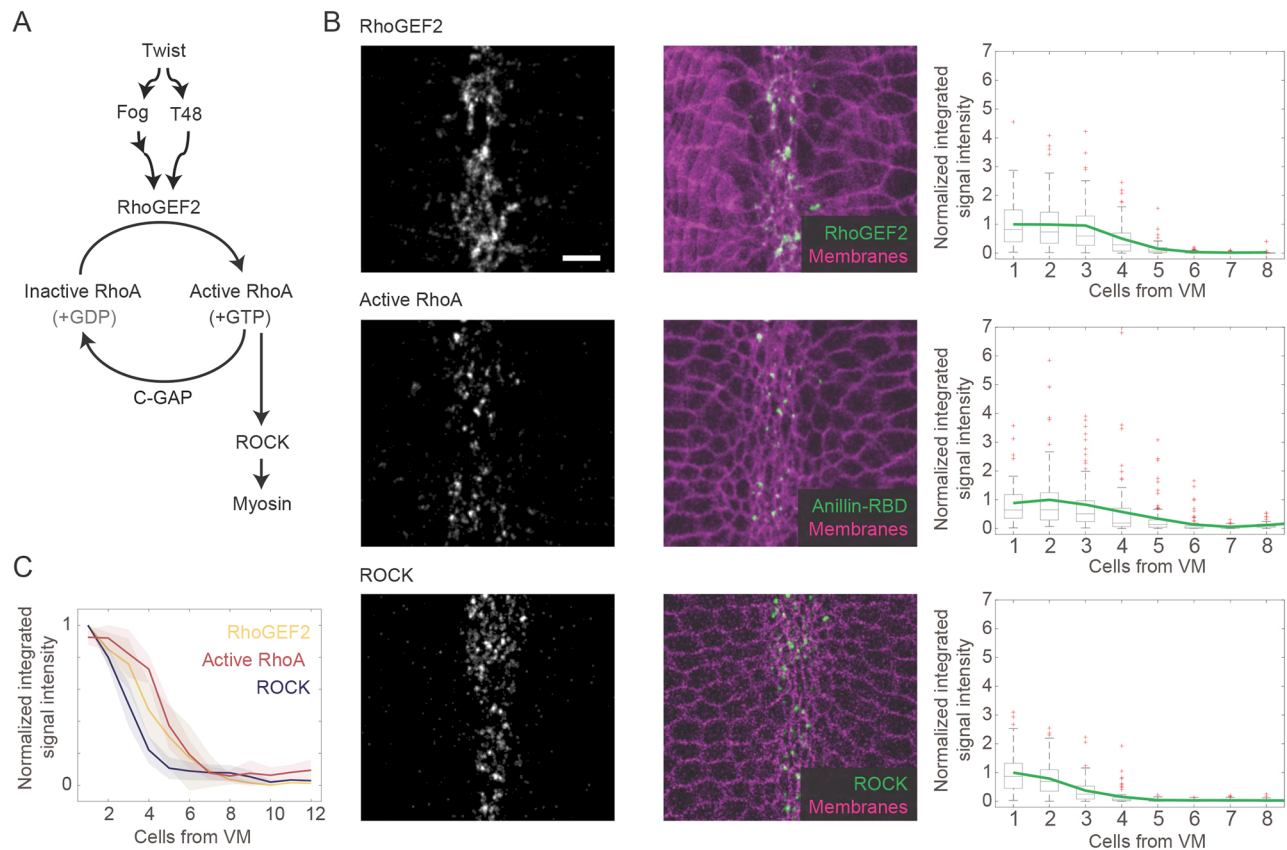 A
Twist
Fog
T48
RhoGEF2
Inactive RhoA
(+GDP)
Active RhoA
(+GTP)
C-GAP
ROCK
Myosin
B
RhoGEF2
RhoGEF2
Membranes
Normalized integrated
signal intensity
7
6
5
4
3
2
1
0
1 2 3 4 5 6 7 8
Cells from VM
Active RhoA
Anillin-RBD
Membranes
Normalized integrated
signal intensity
7
6
5
4
3
2
1
0
1 2 3 4 5 6 7 8
Cells from VM
ROCK
ROCK
Membranes
Normalized integrated
signal intensity
7
6
5
4
3
2
1
0
1 2 3 4 5 6 7 8
Cells from VM
C
Normalized integrated
signal intensity
1
0
RhoGEF2
Active RhoA
ROCK
2 4 6 8 10 12
Cells from VM